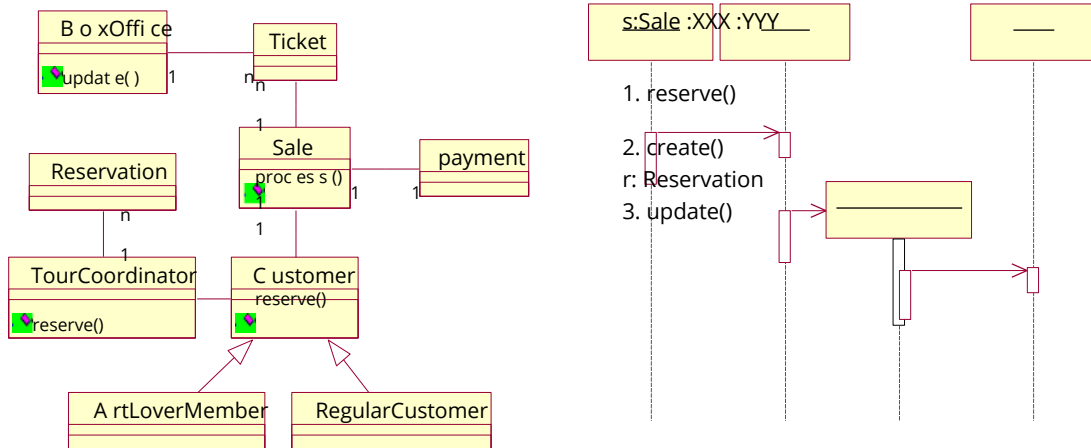 B o xOffi ce
updat e( )
1
n
Ticket
n
1
Sale
proc es s ()
1
1
payment
1
1
Reservation
n
1
TourCoordinator
reserve()
C ustomer
reserve()
A rtLoverMember
RegularCustomer
s:Sale :XXX :YYY
1. reserve()
2. create()
r: Reservation
3. update()